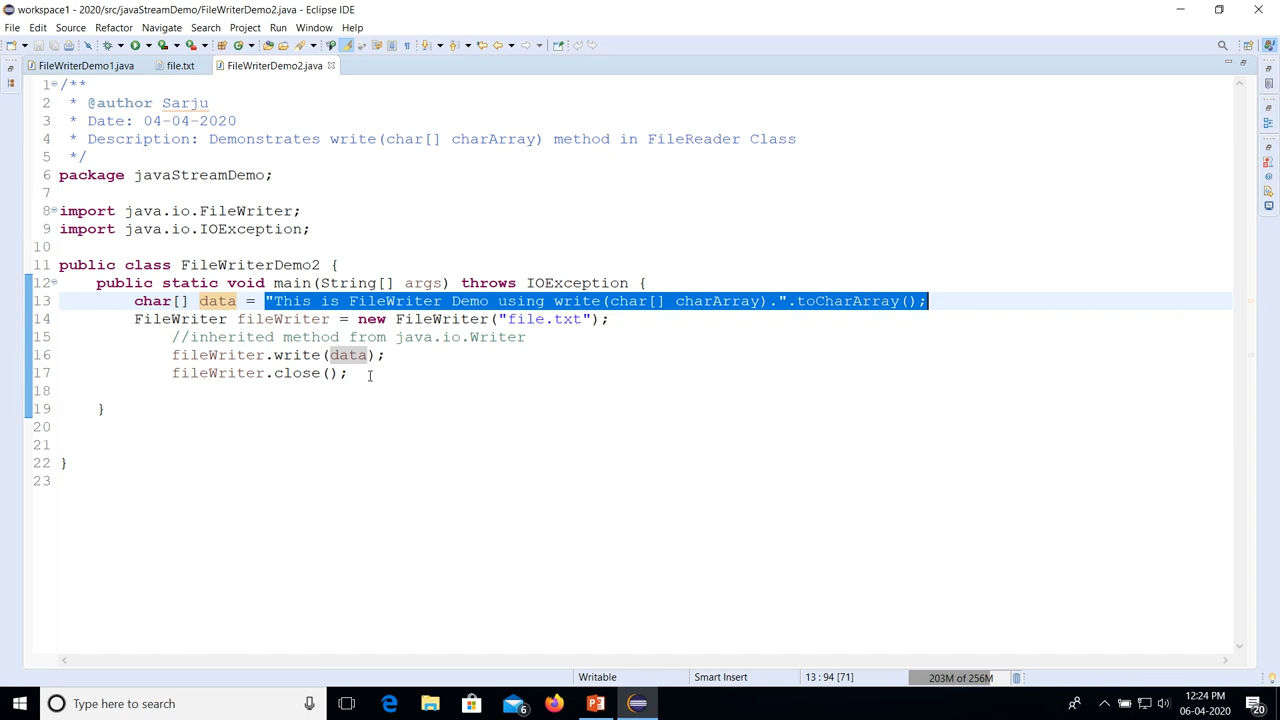 workspace1 - 2020/src/javaStreamDemo/FileWriterDemo2.java - Eclipse IDE
File Edit Source Refactor Navigate Search Project Run Window Help
FileWriterDemo1.java file.txt FileWriterDemo2.java
1 /**
2 * @author Sarju
3 * Date: 04-04-2020
4 * Description: Demonstrates write(char[] charArray) method in FileReader Class
5 */
6 package javaStreamDemo;
7
8 import java.io.FileWriter;
9 import java.io.IOException;
10
11 public class FileWriterDemo2 {
12 public static void main(String[] args) throws IOException {
13 char[] data = "This is FileWriter Demo using write(char[] charArray).".toCharArray();
14 FileWriter fileWriter = new FileWriter("file.txt");
15 //inherited method from java.io.Writer
16 fileWriter.write(data);
17 fileWriter.close();
18
19 }
20
21
22 }
23
Writable Smart Insert 13 : 94 [71] 203M of 256M
Type here to search 6 12:24 PM
06-04-2020 20